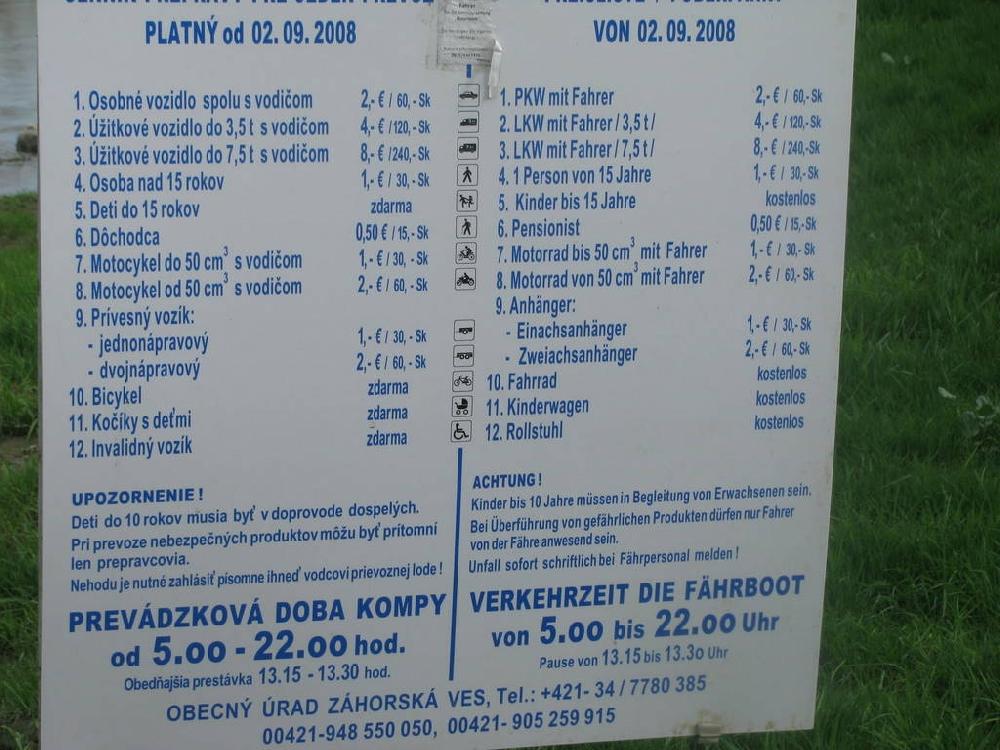 PLATNÝ od 02. 09. 2008
1. Osobné vozidlo spolu s vodičom 2,- € / 60,- Sk
2. Úžitkové vozidlo do 3,5 t s vodičom 4,- € /120,- Sk
3. Úžitkové vozidlo do 7,5 t s vodičom 8,- € /240,- Sk
4. Osoba nad 15 rokov 1,- € / 30, - Sk
5. Deti do 15 rokov zdarma
6. Dôchodca 0,50 € / 15,- Sk
7. Motocykel do 50 cm³ s vodičom 1,- € / 30, - Sk
8. Motocykel od 50 cm³ s vodičom 2,- € / 60, - Sk
9. Prívesný vozík:
- jednonápravový 1,- € / 30, - Sk
- dvojnápravový 2,- € / 60, - Sk
10. Bicykel zdarma
11. Kočíky s deťmi zdarma
12. Invalidný vozík zdarma
UPOZORNENIE !
Deti do 10 rokov musia byť v doprovode dospelých.
Pri prevoze nebezpečných produktov môžu byť prítomní
len prepravcovia.
Nehodu je nutné zahlásiť písomne ihneď vodcovi prievoznej lode !
PREVÁDZKOVÁ DOBA KOMPY
od 5.00 - 22.00 hod.
Obedňajšia prestávka 13.15 - 13.30 hod.
VON 02.09.2008
1. PKW mit Fahrer 2,- € / 60,- Sk
2. LKW mit Fahrer / 3,5 t / 4,- € / 120,- Sk
3. LKW mit Fahrer / 7,5 t / 8,- € / 240,- Sk
4. 1 Person von 15 Jahre 1,- € / 30,- Sk
5. Kinder bis 15 Jahre kostenlos
6. Pensionist 0,50 € / 15,- Sk
7. Motorrad bis 50 cm³ mit Fahrer 1,- € / 30,- Sk
8. Motorrad von 50 cm³ mit Fahrer 2,- € / 60,- Sk
9. Anhänger:
- Einachsanhänger 1,- € / 30,- Sk
- Zweiachsanhänger 2,- € / 60,- Sk
10. Fahrrad kostenlos
11. Kinderwagen kostenlos
12. Rollstuhl kostenlos
ACHTUNG !
Kinder bis 10 Jahre müssen in Begleitung von Erwachsenen sein.
Bei Überführung von gefährlichen Produkten dürfen nur Fahrer
von der Fähre anwesend sein.
Unfall sofort schriftlich bei Fährpersonal melden !
VERKEHRZEIT DIE FÄHRBOOT
von 5.00 bis 22.00 Uhr
Pause von 13.15 bis 13.30 Uhr
OBECNÝ ÚRAD ZÁHORSKÁ VES, Tel.: +421- 34 / 7780 385
00421-948 550 050, 00421- 905 259 915